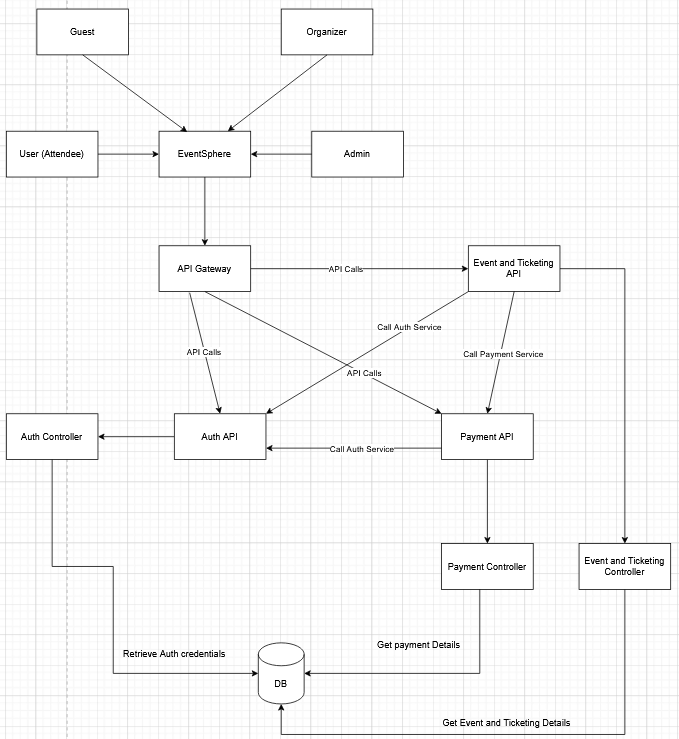 Guest
Organizer
User (Attendee)
EventSphere
Admin
API Gateway
API Calls
Event and Ticketing
API
Call Auth Service
API Calls
Call Payment Service
API Calls
Auth Controller
Auth API
Call Auth Service
Payment API
Payment Controller
Event and Ticketing
Controller
Retrieve Auth credentials
Get payment Details
DB
Get Event and Ticketing Details